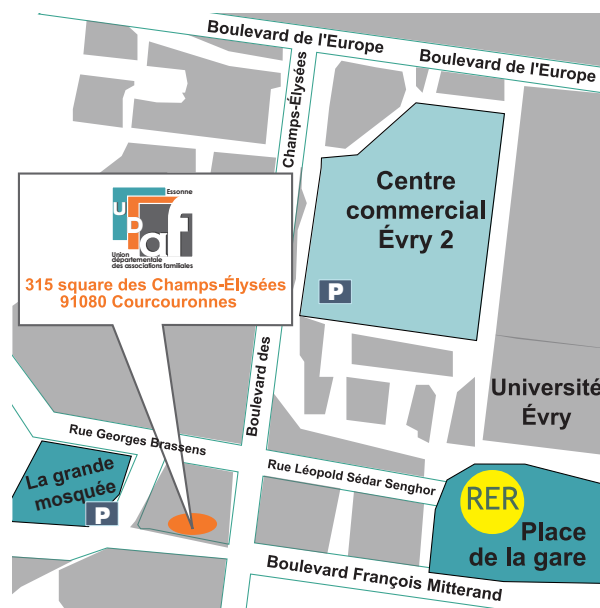 Boulevard de l'Europe
Boulevard de l'Europe
Champs-Élysées
Boulevard des
Centre
commercial
Évry 2
P
Essonne
UPaf
Union
départementale
des associations familiales
315 square des Champs-Élysées
91080 Courcouronnes
Université
Évry
Rue Georges Brassens
Rue Léopold Sédar Senghor
La grande
mosquée
P
RER
Place
de la gare
Boulevard François Mitterand